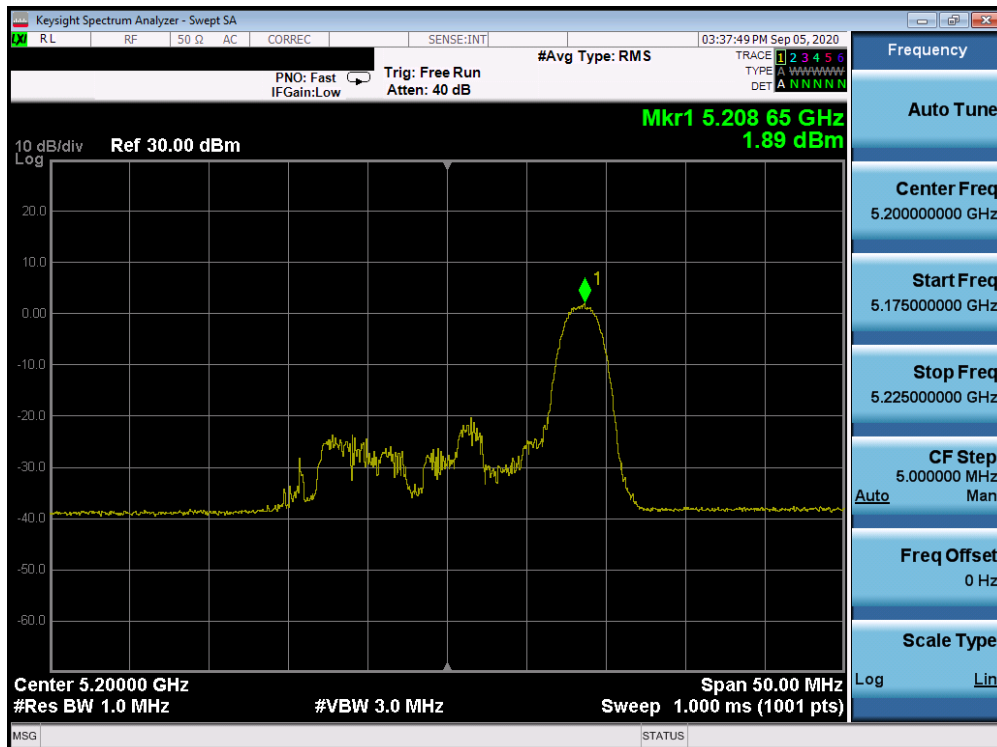 Keysight Spectrum Analyzer - Swept SA
LXI RL RF 50 Ω AC CORREC SENSE:INT 03:37:49 PM Sep 05, 2020
#Avg Type: RMS
TRACE 1 2 3 4 5 6
PNO: Fast Trig: Free Run TYPE A WWWWW
IFGain:Low Atten: 40 dB DET A N N N N N
Mkr1 5.208 65 GHz
1.89 dBm
10 dB/div Ref 30.00 dBm
Log
1
20.0
10.0
0.00
-10.0
-20.0
-30.0
-40.0
-50.0
-60.0
Center 5.20000 GHz Span 50.00 MHz
#Res BW 1.0 MHz #VBW 3.0 MHz Sweep 1.000 ms (1001 pts)
MSG STATUS
Frequency
Auto Tune
Center Freq
5.200000000 GHz
Start Freq
5.175000000 GHz
Stop Freq
5.225000000 GHz
CF Step
5.000000 MHz
Auto Man
Freq Offset
0 Hz
Scale Type
Log Lin